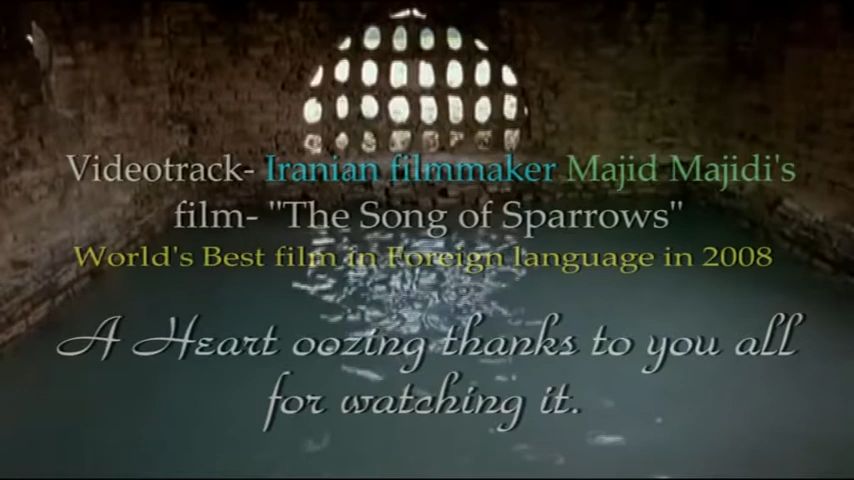 Videotrack- Iranian filmmaker Majid Majidi's
film- "The Song of Sparrows"
World's Best film in Foreign language in 2008
A Heart oozing thanks to you all
for watching it.